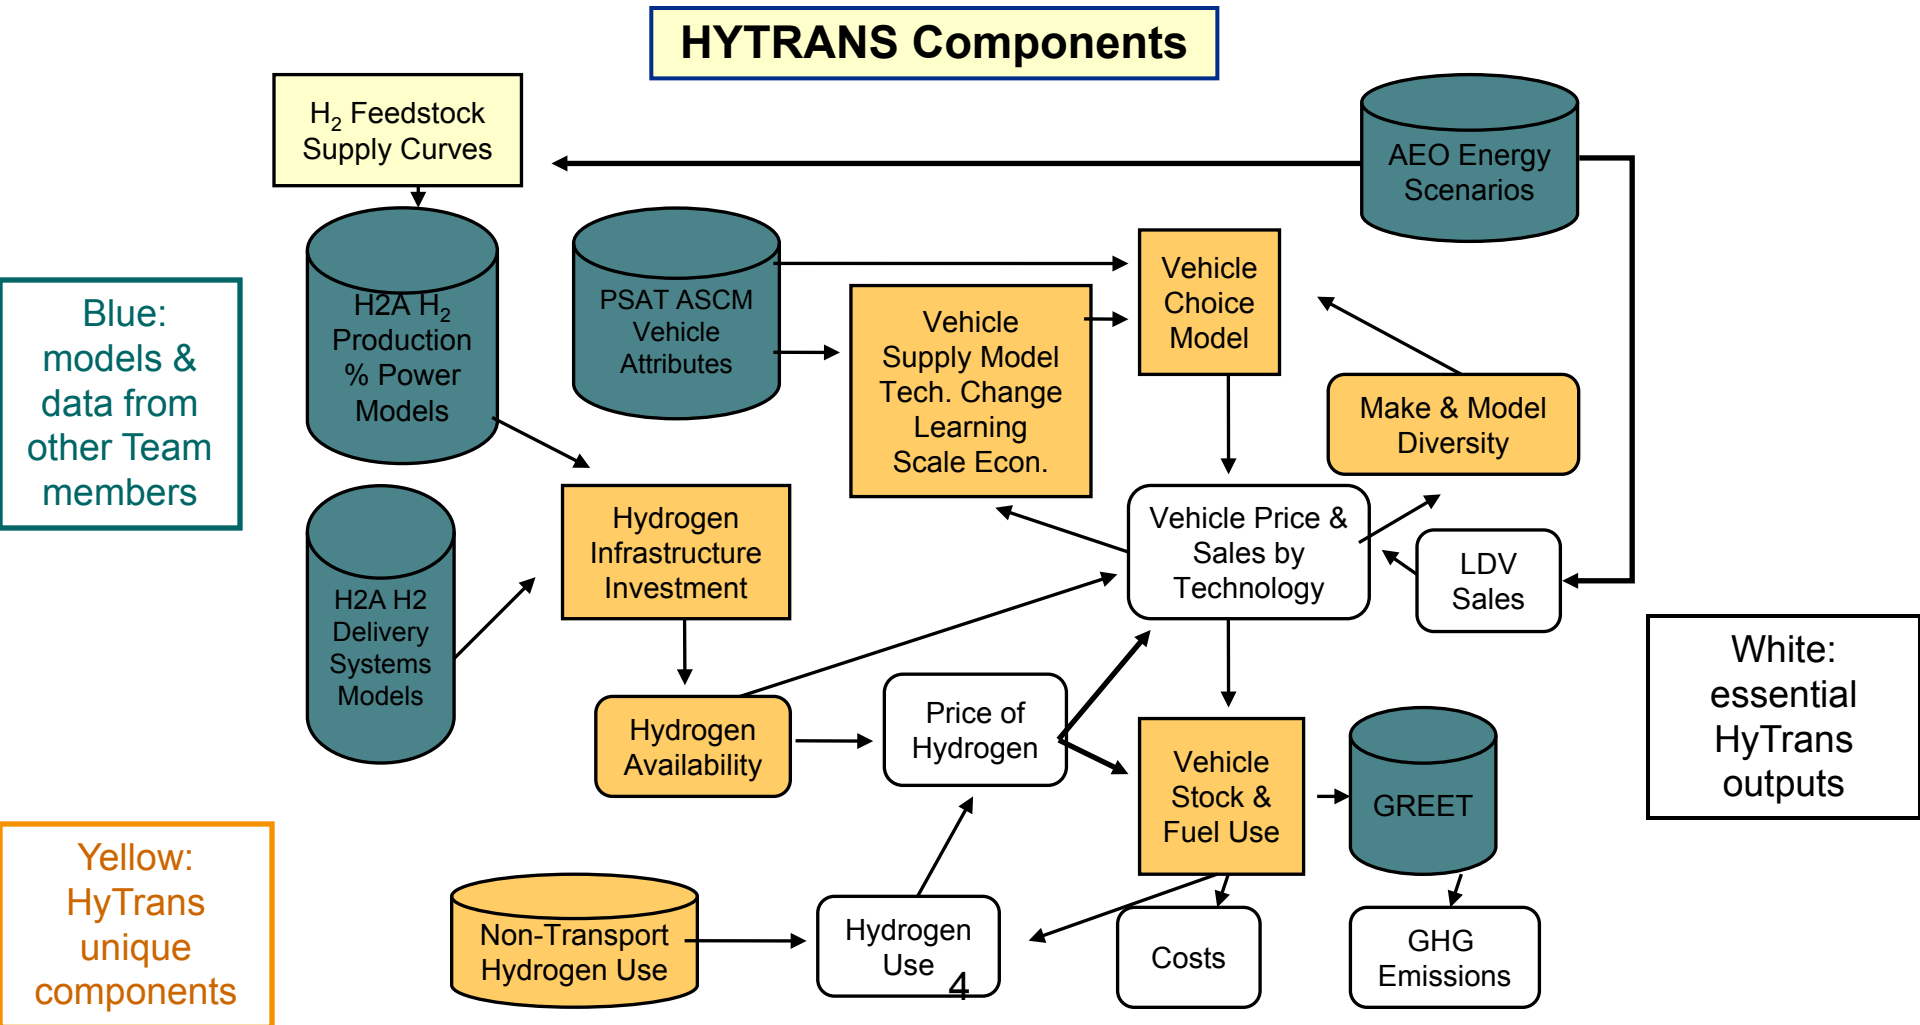 HYTRANS Components
H₂ Feedstock
Supply Curves
AEO Energy
Scenarios
H2A H₂
Production
% Power
Models
PSAT ASCM
Vehicle
Attributes
Vehicle
Supply Model
Tech. Change
Learning
Scale Econ.
Vehicle
Choice
Model
Make & Model
Diversity
Blue:
models &
data from
other Team
members
H2A H2
Delivery
Systems
Models
Hydrogen
Infrastructure
Investment
Vehicle Price &
Sales by
Technology
LDV
Sales
White:
essential
HyTrans
outputs
Hydrogen
Availability
Price of
Hydrogen
Vehicle
Stock &
Fuel Use
GREET
Yellow:
HyTrans
unique
components
Non-Transport
Hydrogen Use
Hydrogen
Use
4
Costs
GHG
Emissions